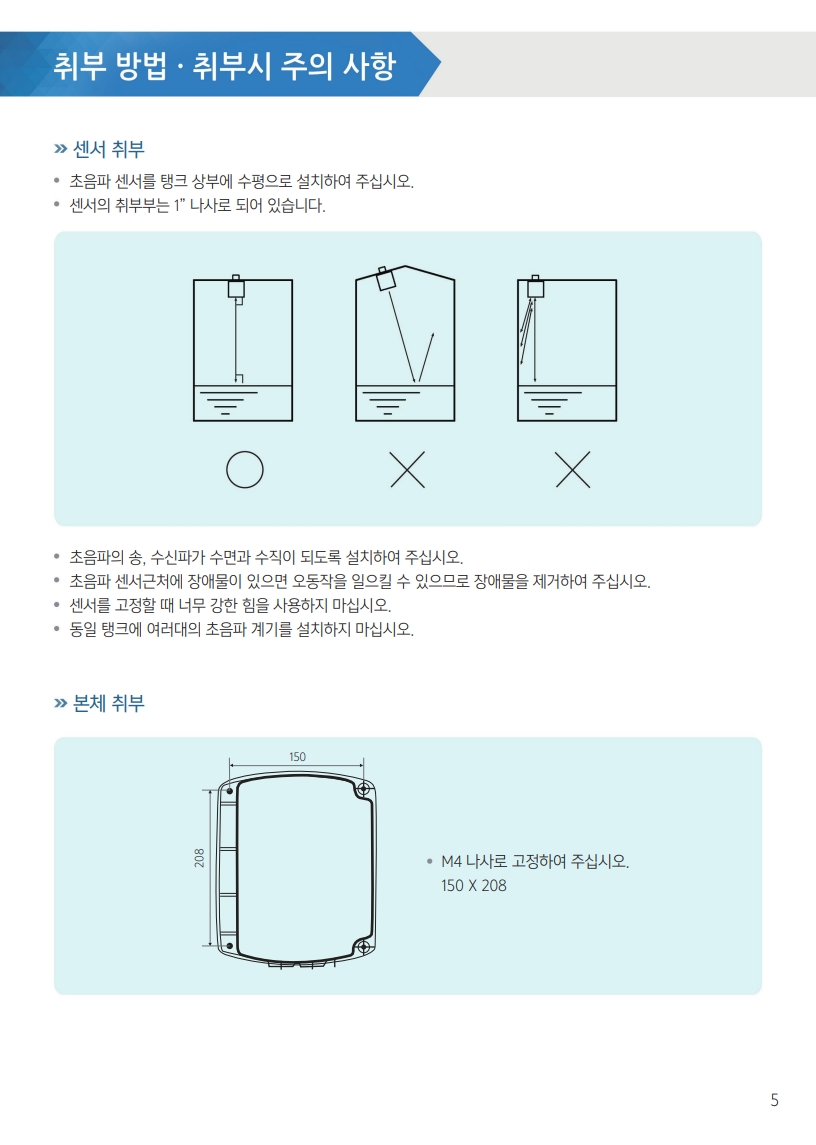 취부 방법 · 취부시 주의 사항
» 센서 취부
• 초음파 센서를 탱크 상부에 수평으로 설치하여 주십시오.
• 센서의 취부부는 1” 나사로 되어 있습니다.
• 초음파의 송, 수신파가 수면과 수직이 되도록 설치하여 주십시오.
• 초음파 센서근처에 장애물이 있으면 오동작을 일으킬 수 있으므로 장애물을 제거하여 주십시오.
• 센서를 고정할 때 너무 강한 힘을 사용하지 마십시오.
• 동일 탱크에 여러대의 초음파 계기를 설치하지 마십시오.
» 본체 취부
150
208
• M4 나사로 고정하여 주십시오.
150 X 208
5